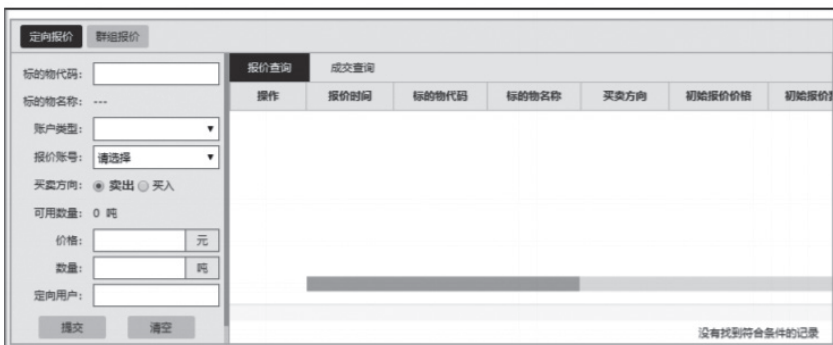 定向报价 群组报价
标的物代码:
标的物名称: ---
账户类型:
报价账号: 请选择
买卖方向: 卖出 买入
可用数量: 0 吨
价格: 元
数量: 吨
定向用户:
提交 清空
报价查询 成交查询
操作 报价时间 标的物代码 标的物名称 买卖方向 初始报价价格 初始报价
没有找到符合条件的记录